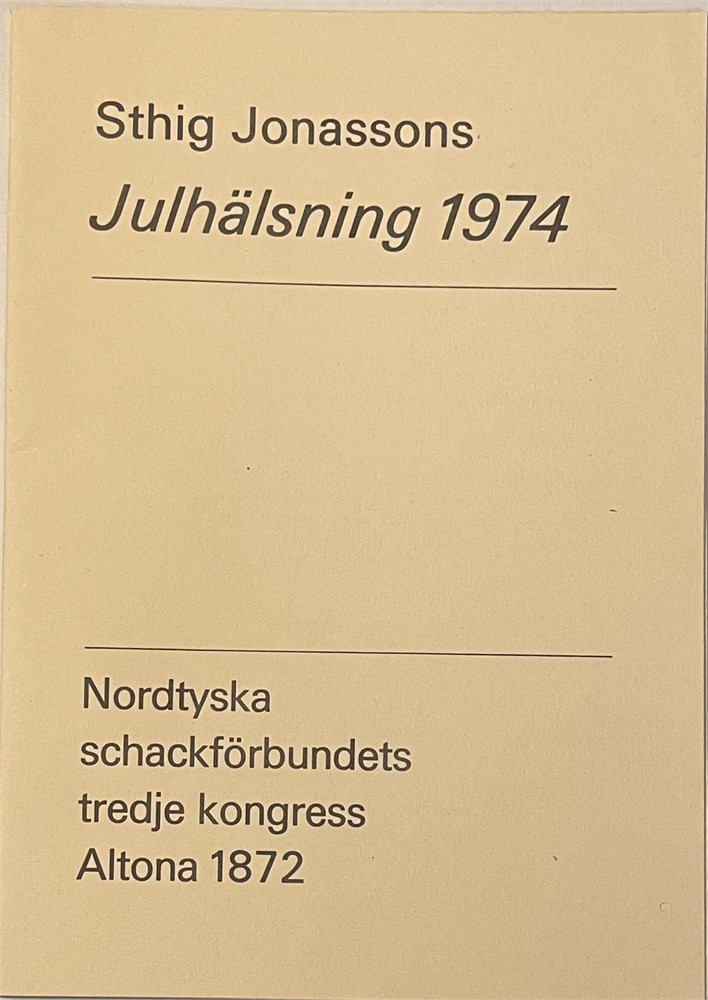 Sthig Jonassons
Julhälsning 1974
Nordtyska
schackförbundets
tredje kongress
Altona 1872